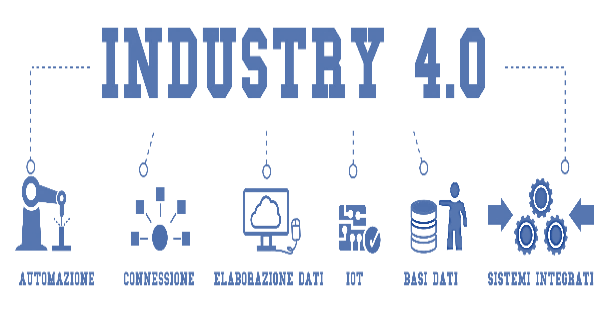 INDUSTRY 4.0
AUTOMAZIONE CONNESSIONE ELABORAZIONE DATI IOT BASI DATI SISTEMI INTEGRATI